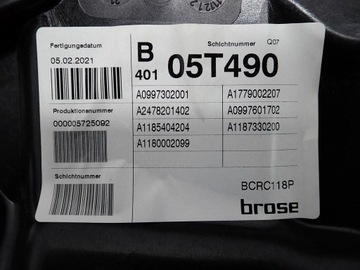 Fertigungsdatum
05.02.2021
B
401
Schichtnummer
Q07
05T490
Produktionsnummer
000005725092
A0997302001
A1779002207
A2478201402
A0997601702
A1185404204
A1187330200
A1180002099
Schichtnummer
BCRC118P
brose